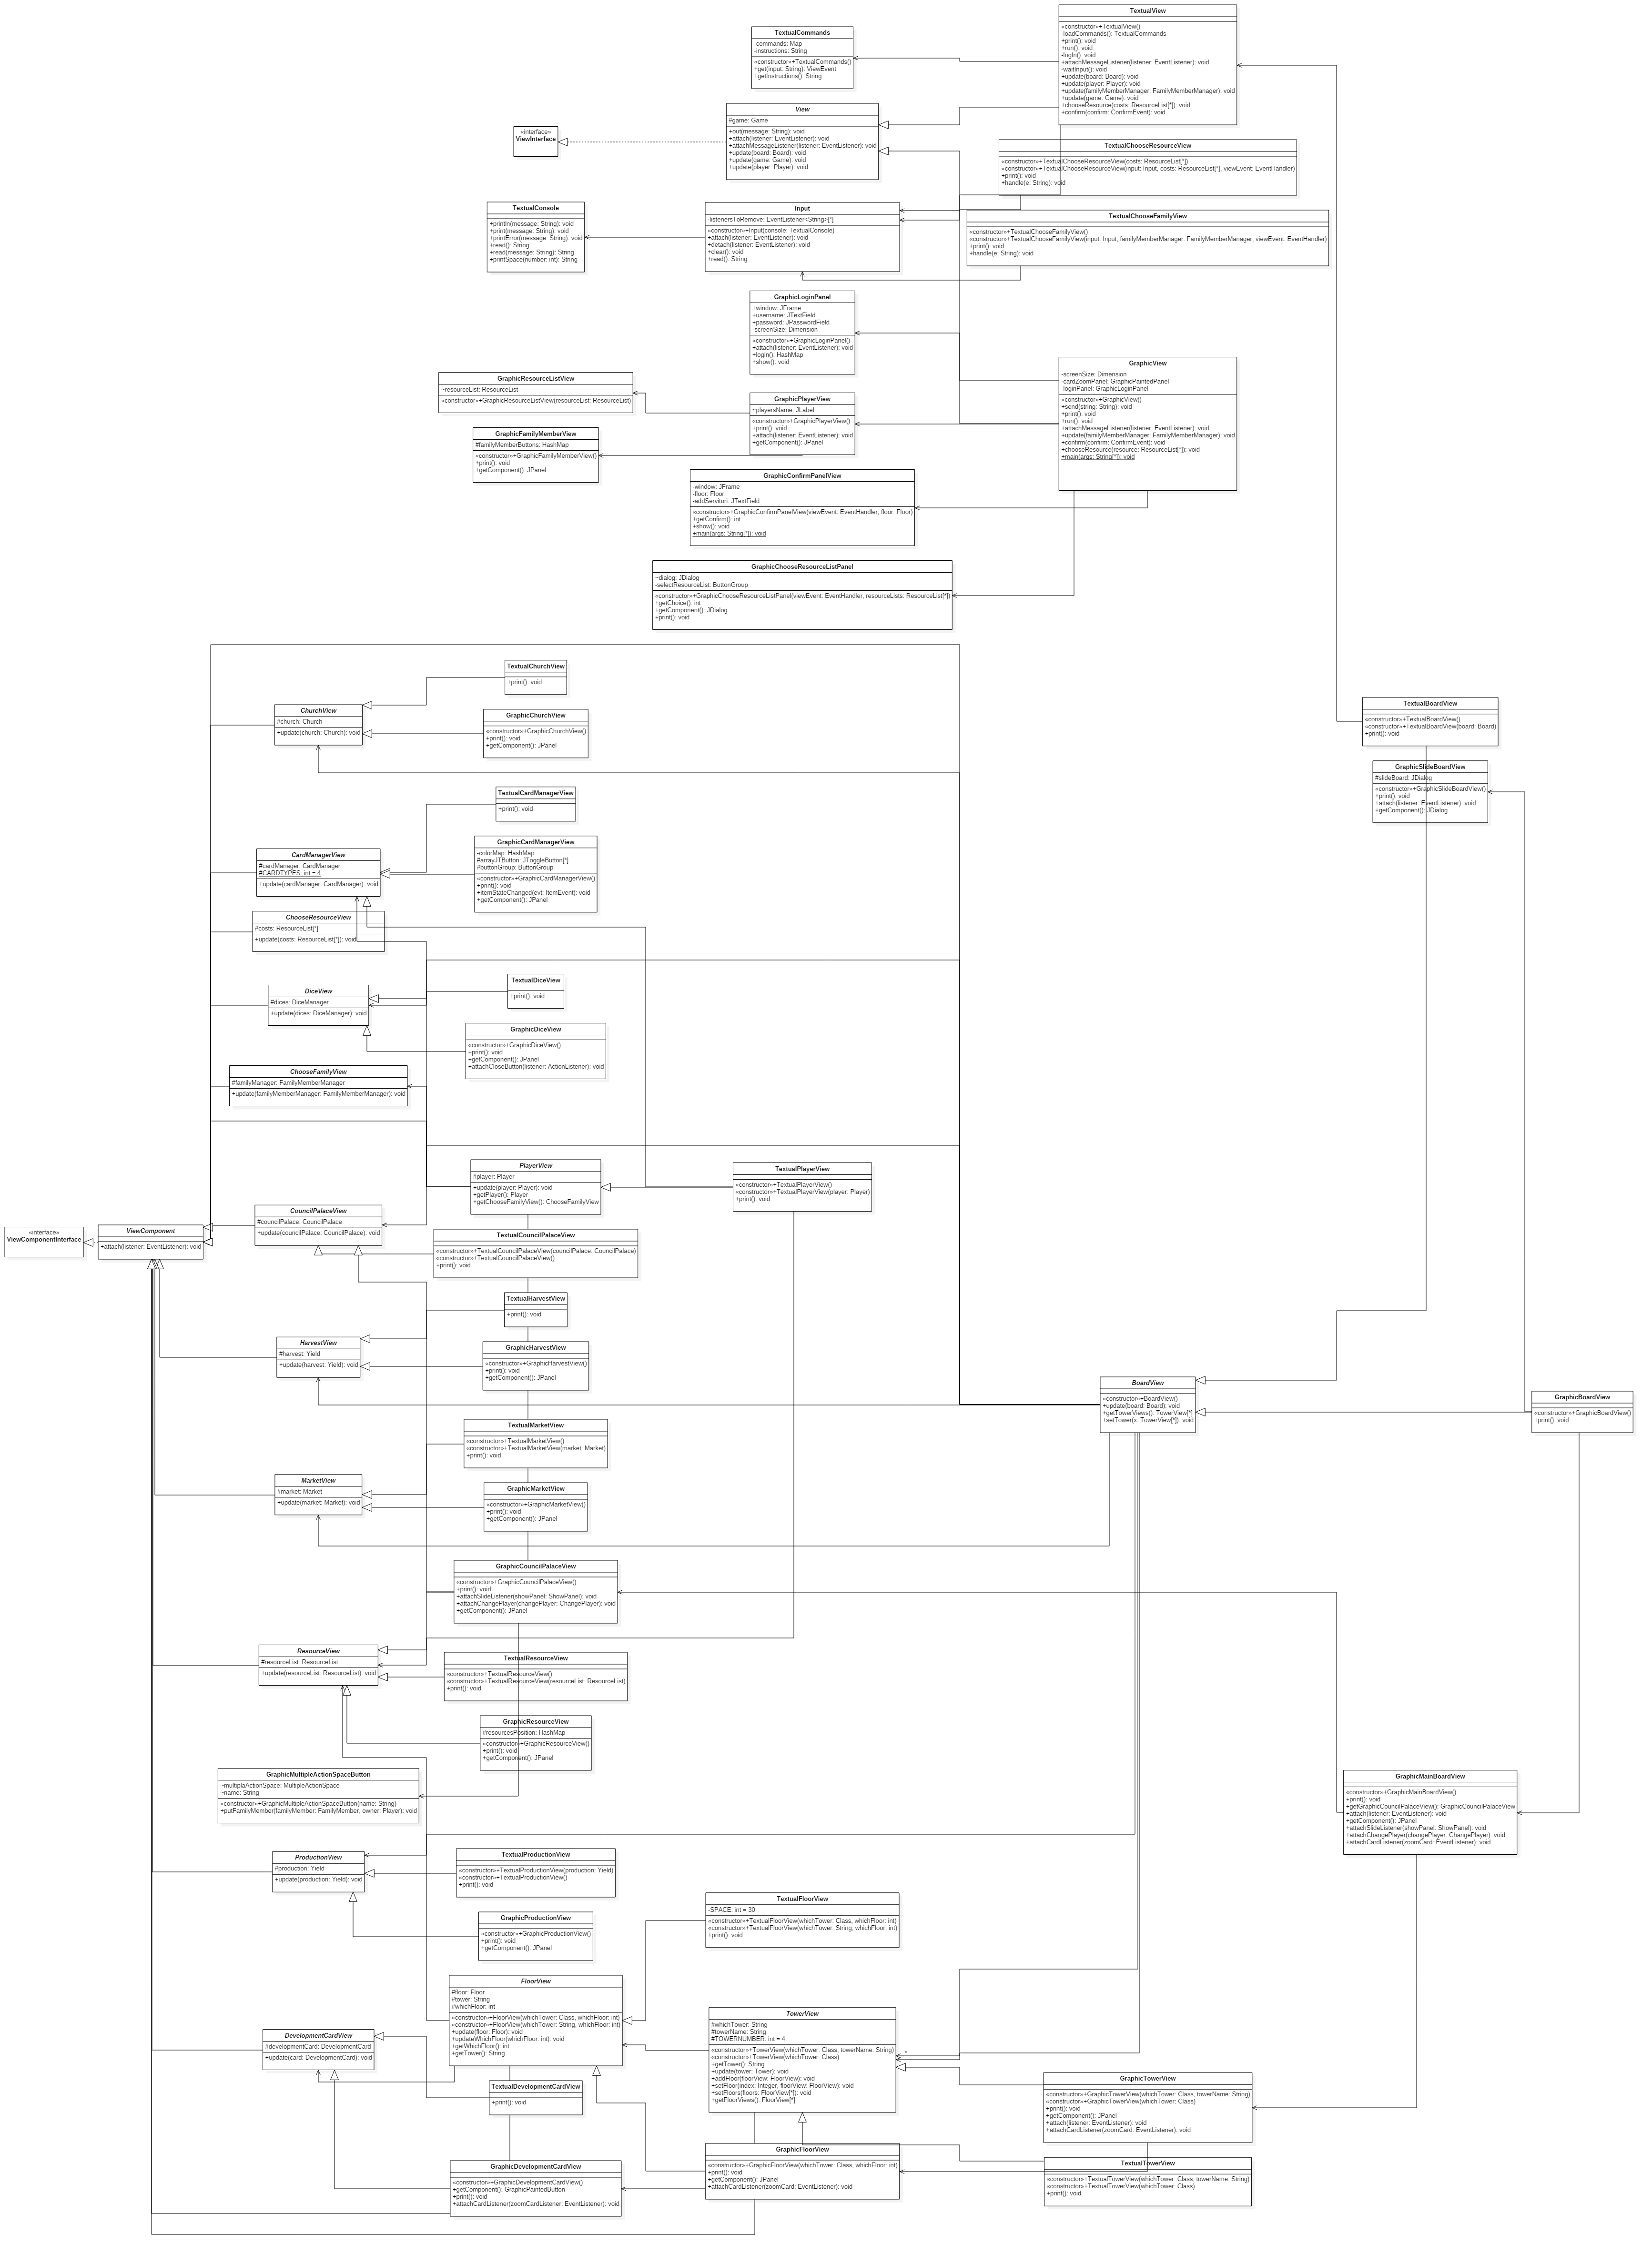 TextualView
«constructor»+TextualView()
-loadCommands(): TextualCommands
+print(): void
+run(): void
-logIn(): void
+attachMessageListener(listener: EventListener): void
-waitInput(): void
+update(board: Board): void
+update(player: Player): void
+update(familyMemberManager: FamilyMemberManager): void
+update(game: Game): void
+chooseResource(costs: ResourceList[*]): void
+confirm(confirm: ConfirmEvent): void
TextualCommands
-commands: Map
-instructions: String
«constructor»+TextualCommands()
+get(input: String): ViewEvent
+getInstructions(): String
View
#game: Game
+out(message: String): void
+attach(listener: EventListener): void
+attachMessageListener(listener: EventListener): void
+update(board: Board): void
+update(game: Game): void
+update(player: Player): void
«interface»
ViewInterface
TextualChooseResourceView
«constructor»+TextualChooseResourceView(costs: ResourceList[*])
«constructor»+TextualChooseResourceView(input: Input, costs: ResourceList[*], viewEvent: EventHandler)
+print(): void
+handle(e: String): void
TextualConsole
+println(message: String): void
+print(message: String): void
+printError(message: String): void
+read(): String
+read(message: String): String
+printSpace(number: int): String
Input
-listenersToRemove: EventListener<String>[*]
«constructor»+Input(console: TextualConsole)
+attach(listener: EventListener): void
+detach(listener: EventListener): void
+clear(): void
+read(): String
TextualChooseFamilyView
«constructor»+TextualChooseFamilyView()
«constructor»+TextualChooseFamilyView(input: Input, familyMemberManager: FamilyMemberManager, viewEvent: EventHandler)
+print(): void
+handle(e: String): void
GraphicLoginPanel
+window: JFrame
+username: JTextField
+password: JPasswordField
-screenSize: Dimension
«constructor»+GraphicLoginPanel()
+attach(listener: EventListener): void
+login(): HashMap
+show(): void
GraphicView
-screenSize: Dimension
-cardZoomPanel: GraphicPaintedPanel
-loginPanel: GraphicLoginPanel
«constructor»+GraphicView()
+send(string: String): void
+print(): void
+run(): void
+attachMessageListener(listener: EventListener): void
+update(familyMemberManager: FamilyMemberManager): void
+confirm(confirm: ConfirmEvent): void
+chooseResource(resource: ResourceList[*]): void
+main(args: String[*]): void
GraphicResourceListView
~resourceList: ResourceList
«constructor»+GraphicResourceListView(resourceList: ResourceList)
GraphicPlayerView
~playersName: JLabel
«constructor»+GraphicPlayerView()
+print(): void
+attach(listener: EventListener): void
+getComponent(): JPanel
GraphicFamilyMemberView
#familyMemberButtons: HashMap
«constructor»+GraphicFamilyMemberView()
+print(): void
+getComponent(): JPanel
GraphicConfirmPanelView
-window: JFrame
-floor: Floor
-addServitori: JTextField
«constructor»+GraphicConfirmPanelView(viewEvent: EventHandler, floor: Floor)
+getConfirm(): int
+show(): void
+main(args: String[*]): void
GraphicChooseResourceListPanel
~dialog: JDialog
-selectResourceList: ButtonGroup
«constructor»+GraphicChooseResourceListPanel(viewEvent: EventHandler, resourceLists: ResourceList[*])
+getChoice(): int
+getComponent(): JDialog
+print(): void
TextualChurchView
+print(): void
ChurchView
#church: Church
+update(church: Church): void
GraphicChurchView
«constructor»+GraphicChurchView()
+print(): void
+getComponent(): JPanel
TextualBoardView
«constructor»+TextualBoardView()
«constructor»+TextualBoardView(board: Board)
+print(): void
GraphicSlideBoardView
#slideBoard: JDialog
«constructor»+GraphicSlideBoardView()
+print(): void
+attach(listener: EventListener): void
+getComponent(): JDialog
TextualCardManagerView
+print(): void
CardManagerView
#cardManager: CardManager
#CARDTYPES: int = 4
+update(cardManager: CardManager): void
GraphicCardManagerView
-colorMap: HashMap
#arrayJTButton: JToggleButton[*]
#buttonGroup: ButtonGroup
«constructor»+GraphicCardManagerView()
+print(): void
+itemStateChanged(evt: ItemEvent): void
+getComponent(): JPanel
ChooseResourceView
#costs: ResourceList[*]
+update(costs: ResourceList[*]): void
TextualDiceView
+print(): void
DiceView
#dices: DiceManager
+update(dices: DiceManager): void
GraphicDiceView
«constructor»+GraphicDiceView()
+print(): void
+getComponent(): JPanel
+attachCloseButton(listener: ActionListener): void
ChooseFamilyView
#familyManager: FamilyMemberManager
+update(familyMemberManager: FamilyMemberManager): void
PlayerView
#player: Player
+update(player: Player): void
+getPlayer(): Player
+getChooseFamilyView(): ChooseFamilyView
TextualPlayerView
«constructor»+TextualPlayerView()
«constructor»+TextualPlayerView(player: Player)
+print(): void
«interface»
ViewComponentInterface
ViewComponent
+attach(listener: EventListener): void
CouncilPalaceView
#councilPalace: CouncilPalace
+update(councilPalace: CouncilPalace): void
TextualCouncilPalaceView
«constructor»+TextualCouncilPalaceView(councilPalace: CouncilPalace)
«constructor»+TextualCouncilPalaceView()
+print(): void
TextualHarvestView
+print(): void
HarvestView
#harvest: Yield
+update(harvest: Yield): void
GraphicHarvestView
«constructor»+GraphicHarvestView()
+print(): void
+getComponent(): JPanel
BoardView
«constructor»+BoardView()
+update(board: Board): void
+getTowerViews(): TowerView[*]
+setTower(x: TowerView[*]): void
GraphicBoardView
«constructor»+GraphicBoardView()
+print(): void
TextualMarketView
«constructor»+TextualMarketView()
«constructor»+TextualMarketView(market: Market)
+print(): void
MarketView
#market: Market
+update(market: Market): void
GraphicMarketView
«constructor»+GraphicMarketView()
+print(): void
+getComponent(): JPanel
GraphicCouncilPalaceView
«constructor»+GraphicCouncilPalaceView()
+print(): void
+attachSlideListener(showPanel: ShowPanel): void
+attachChangePlayer(changePlayer: ChangePlayer): void
+getComponent(): JPanel
ResourceView
#resourceList: ResourceList
+update(resourceList: ResourceList): void
TextualResourceView
«constructor»+TextualResourceView()
«constructor»+TextualResourceView(resourceList: ResourceList)
+print(): void
GraphicResourceView
#resourcesPosition: HashMap
«constructor»+GraphicResourceView()
+print(): void
+getComponent(): JPanel
GraphicMultipleActionSpaceButton
~multiplaActionSpace: MultipleActionSpace
~name: String
«constructor»+GraphicMultipleActionSpaceButton(name: String)
+putFamilyMember(familyMember: FamilyMember, owner: Player): void
GraphicMainBoardView
«constructor»+GraphicMainBoardView()
+print(): void
+getGraphicCouncilPalaceView(): GraphicCouncilPalaceView
+attach(listener: EventListener): void
+getComponent(): JPanel
+attachSlideListener(showPanel: ShowPanel): void
+attachChangePlayer(changePlayer: ChangePlayer): void
+attachCardListener(zoomCard: EventListener): void
ProductionView
#production: Yield
+update(production: Yield): void
TextualProductionView
«constructor»+TextualProductionView(production: Yield)
«constructor»+TextualProductionView()
+print(): void
GraphicProductionView
«constructor»+GraphicProductionView()
+print(): void
+getComponent(): JPanel
TextualFloorView
-SPACE: int = 30
«constructor»+TextualFloorView(whichTower: Class, whichFloor: int)
«constructor»+TextualFloorView(whichTower: String, whichFloor: int)
+print(): void
FloorView
#floor: Floor
#tower: String
#whichFloor: int
«constructor»+FloorView(whichTower: Class, whichFloor: int)
«constructor»+FloorView(whichTower: String, whichFloor: int)
+update(floor: Floor): void
+updateWhichFloor(whichFloor: int): void
+getWhichFloor(): int
+getTower(): String
TowerView
#whichTower: String
#towerName: String
#TOWERNUMBER: int = 4
«constructor»+TowerView(whichTower: Class, towerName: String)
«constructor»+TowerView(whichTower: Class)
+getTower(): String
+update(tower: Tower): void
+addFloor(floorView: FloorView): void
+setFloor(index: Integer, floorView: FloorView): void
+setFloors(floors: FloorView[*]): void
+getFloorViews(): FloorView[*]
*
DevelopmentCardView
#developmentCard: DevelopmentCard
+update(card: DevelopmentCard): void
TextualDevelopmentCardView
+print(): void
GraphicTowerView
«constructor»+GraphicTowerView(whichTower: Class, towerName: String)
«constructor»+GraphicTowerView(whichTower: Class)
+print(): void
+getComponent(): JPanel
+attach(listener: EventListener): void
+attachCardListener(zoomCard: EventListener): void
GraphicFloorView
«constructor»+GraphicFloorView(whichTower: Class, whichFloor: int)
+print(): void
+getComponent(): JPanel
+attachCardListener(zoomCard: EventListener): void
TextualTowerView
«constructor»+TextualTowerView(whichTower: Class, towerName: String)
«constructor»+TextualTowerView(whichTower: Class)
+print(): void
GraphicDevelopmentCardView
«constructor»+GraphicDevelopmentCardView()
+getComponent(): GraphicPaintedButton
+print(): void
+attachCardListener(zoomCardListener: EventListener): void